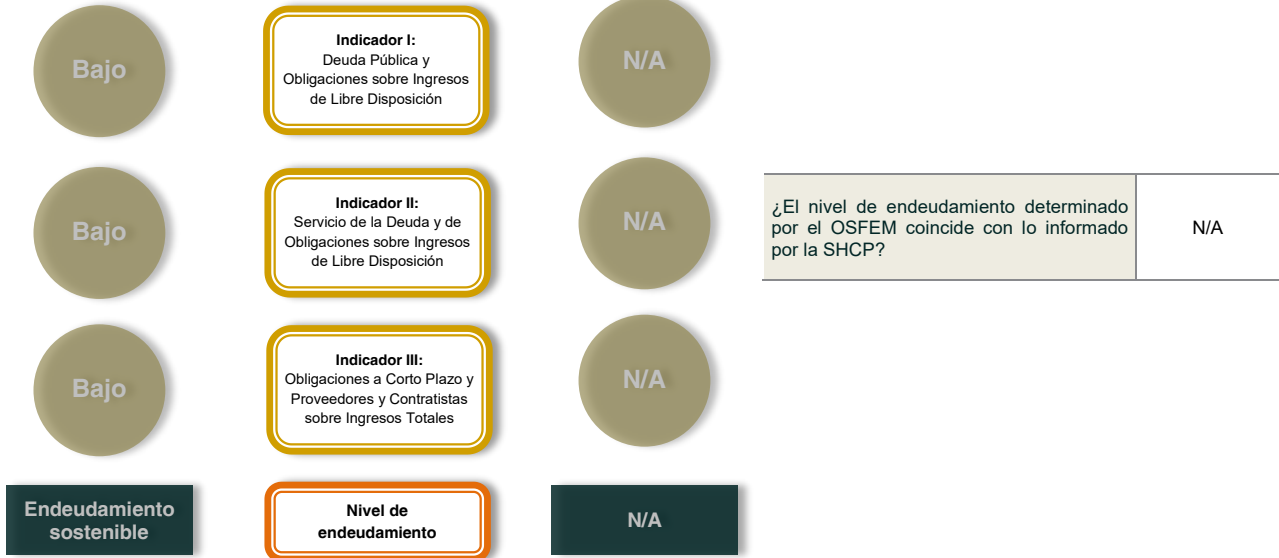 Bajo
Indicador I:
Deuda Pública y
Obligaciones sobre Ingresos
de Libre Disposición
N/A
Bajo
Indicador II:
Servicio de la Deuda y de
Obligaciones sobre Ingresos
de Libre Disposición
N/A
¿El nivel de endeudamiento determinado
por el OSFEM coincide con lo informado
por la SHCP?
N/A
Bajo
Indicador III:
Obligaciones a Corto Plazo y
Proveedores y Contratistas
sobre Ingresos Totales
N/A
Endeudamiento
sostenible
Nivel de
endeudamiento
N/A